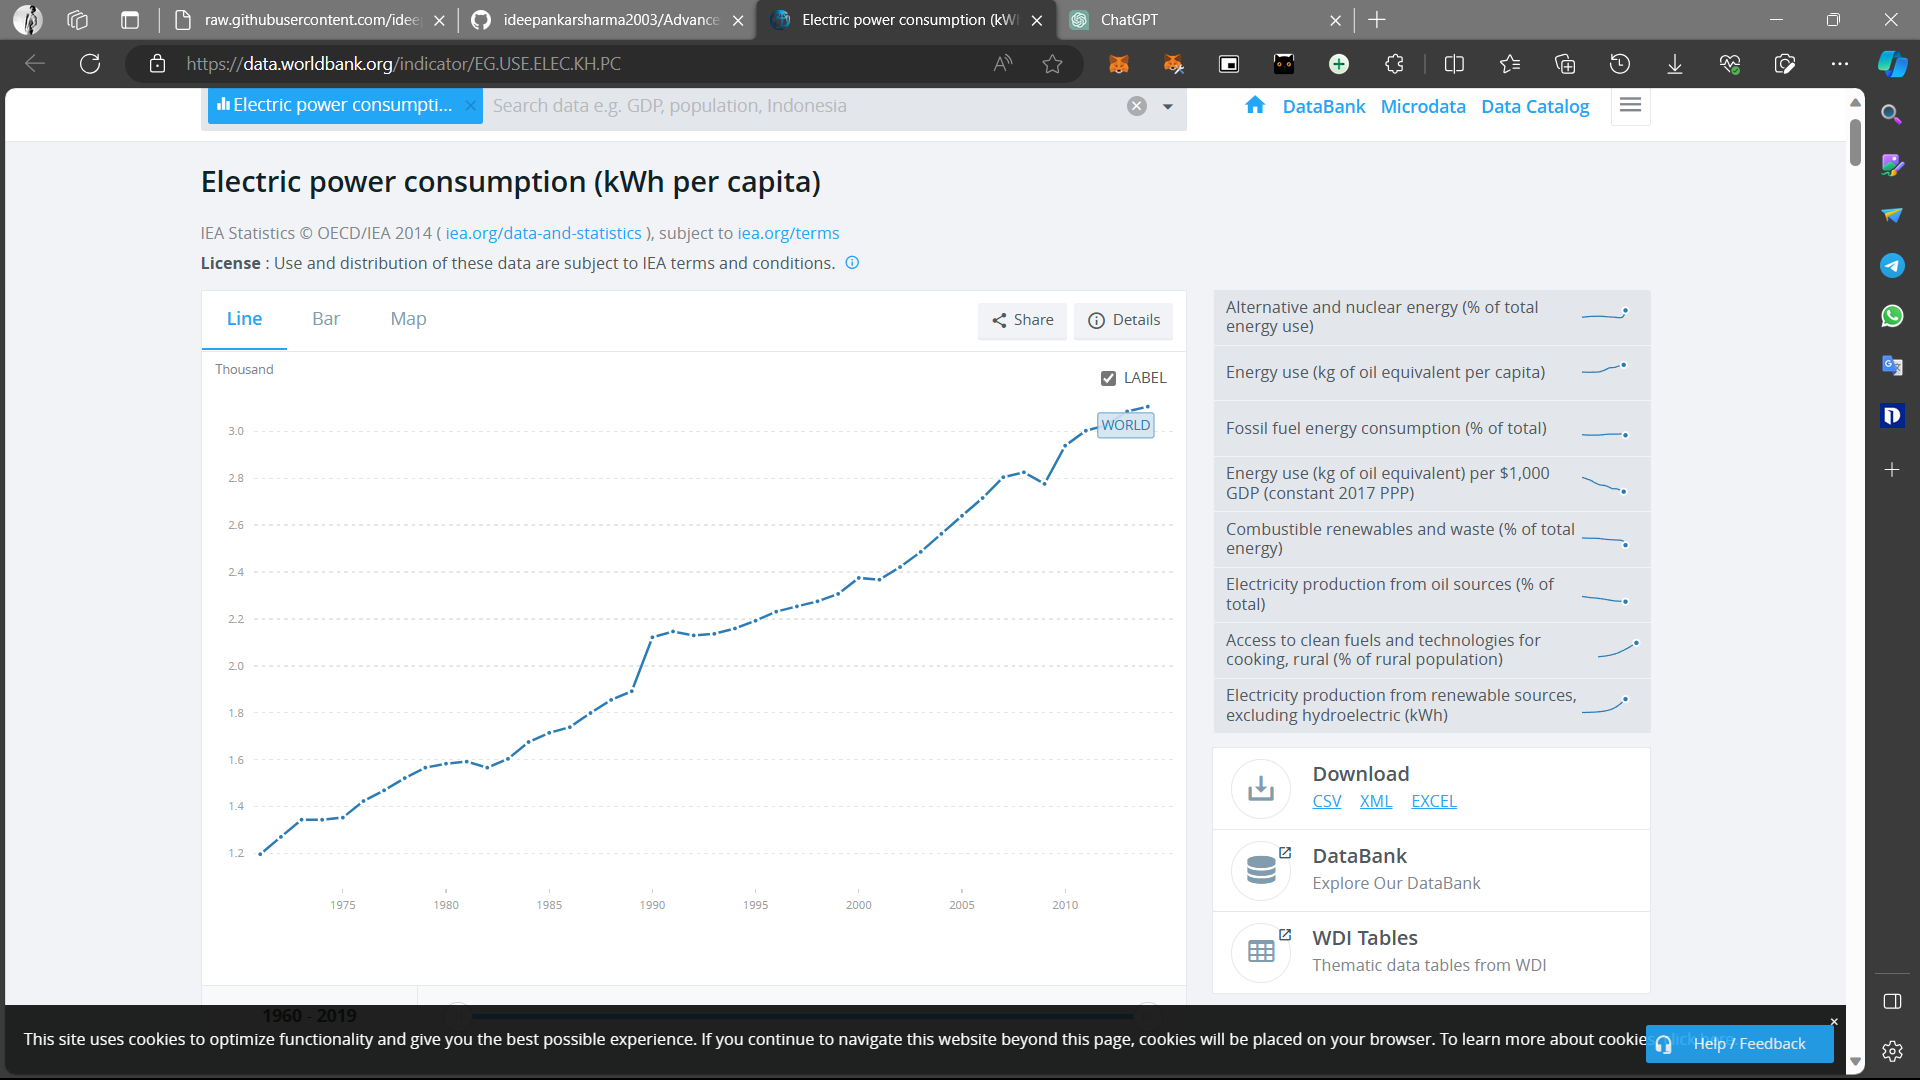 raw.githubusercontent.com/idee
ideepankarsharma2003/Advance
Electric power consumption (kW
ChatGPT
https://data.worldbank.org/indicator/EG.USE.ELEC.KH.PC
Electric power consumpti...
Search data e.g. GDP, population, Indonesia
DataBank
Microdata
Data Catalog
Electric power consumption (kWh per capita)
IEA Statistics © OECD/IEA 2014 ( iea.org/data-and-statistics ), subject to iea.org/terms
License : Use and distribution of these data are subject to IEA terms and conditions.
Line
Bar
Map
Share
Details
Thousand
LABEL
WORLD
3.0
2.8
2.6
2.4
2.2
2.0
1.8
1.6
1.4
1.2
1975
1980
1985
1990
1995
2000
2005
2010
1960 - 2019
Alternative and nuclear energy (% of total
energy use)
Energy use (kg of oil equivalent per capita)
Fossil fuel energy consumption (% of total)
Energy use (kg of oil equivalent) per $1,000
GDP (constant 2017 PPP)
Combustible renewables and waste (% of total
energy)
Electricity production from oil sources (% of
total)
Access to clean fuels and technologies for
cooking, rural (% of rural population)
Electricity production from renewable sources,
excluding hydroelectric (kWh)
Download
CSV XML EXCEL
DataBank
Explore Our DataBank
WDI Tables
Thematic data tables from WDI
This site uses cookies to optimize functionality and give you the best possible experience. If you continue to navigate this website beyond this page, cookies will be placed on your browser. To learn more about cookies
Help / Feedback